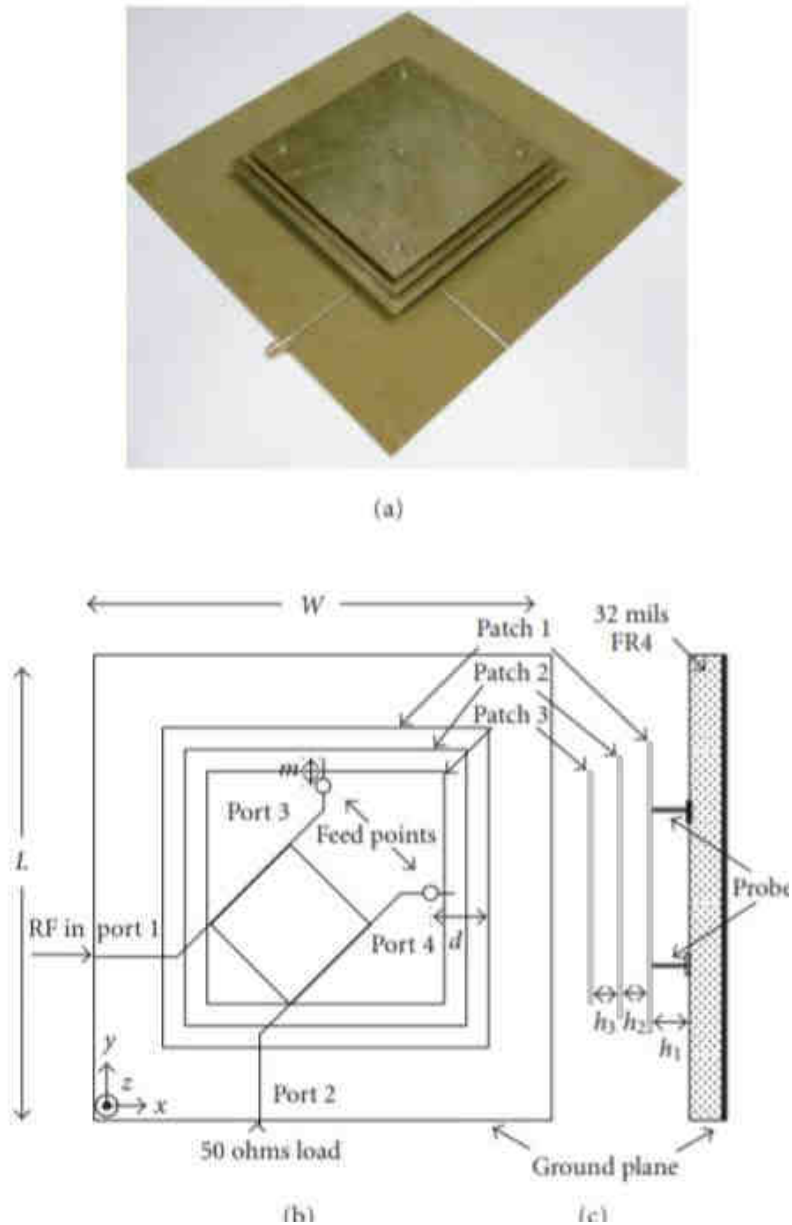 (a)
W
Patch 1
32 mils
FR4
Patch 2
Patch 3
m
Port 3
Feed points
L
RF in port 1
Port 4
d
Probe
h3
h2
h1
y
z
x
Port 2
50 ohms load
Ground plane
(b)
(c)